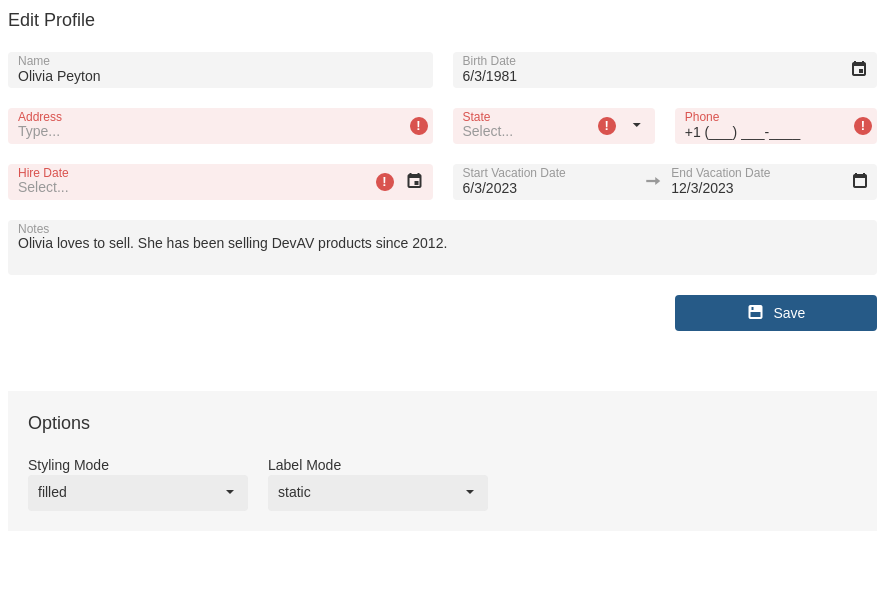 Edit Profile
Name
Olivia Peyton
Birth Date
6/3/1981
Address
Type...
State
Select...
Phone
+1 (___) ___-____
Hire Date
Select...
Start Vacation Date
6/3/2023
End Vacation Date
12/3/2023
Notes
Olivia loves to sell. She has been selling DevAV products since 2012.
Save
Options
Styling Mode
filled
Label Mode
static